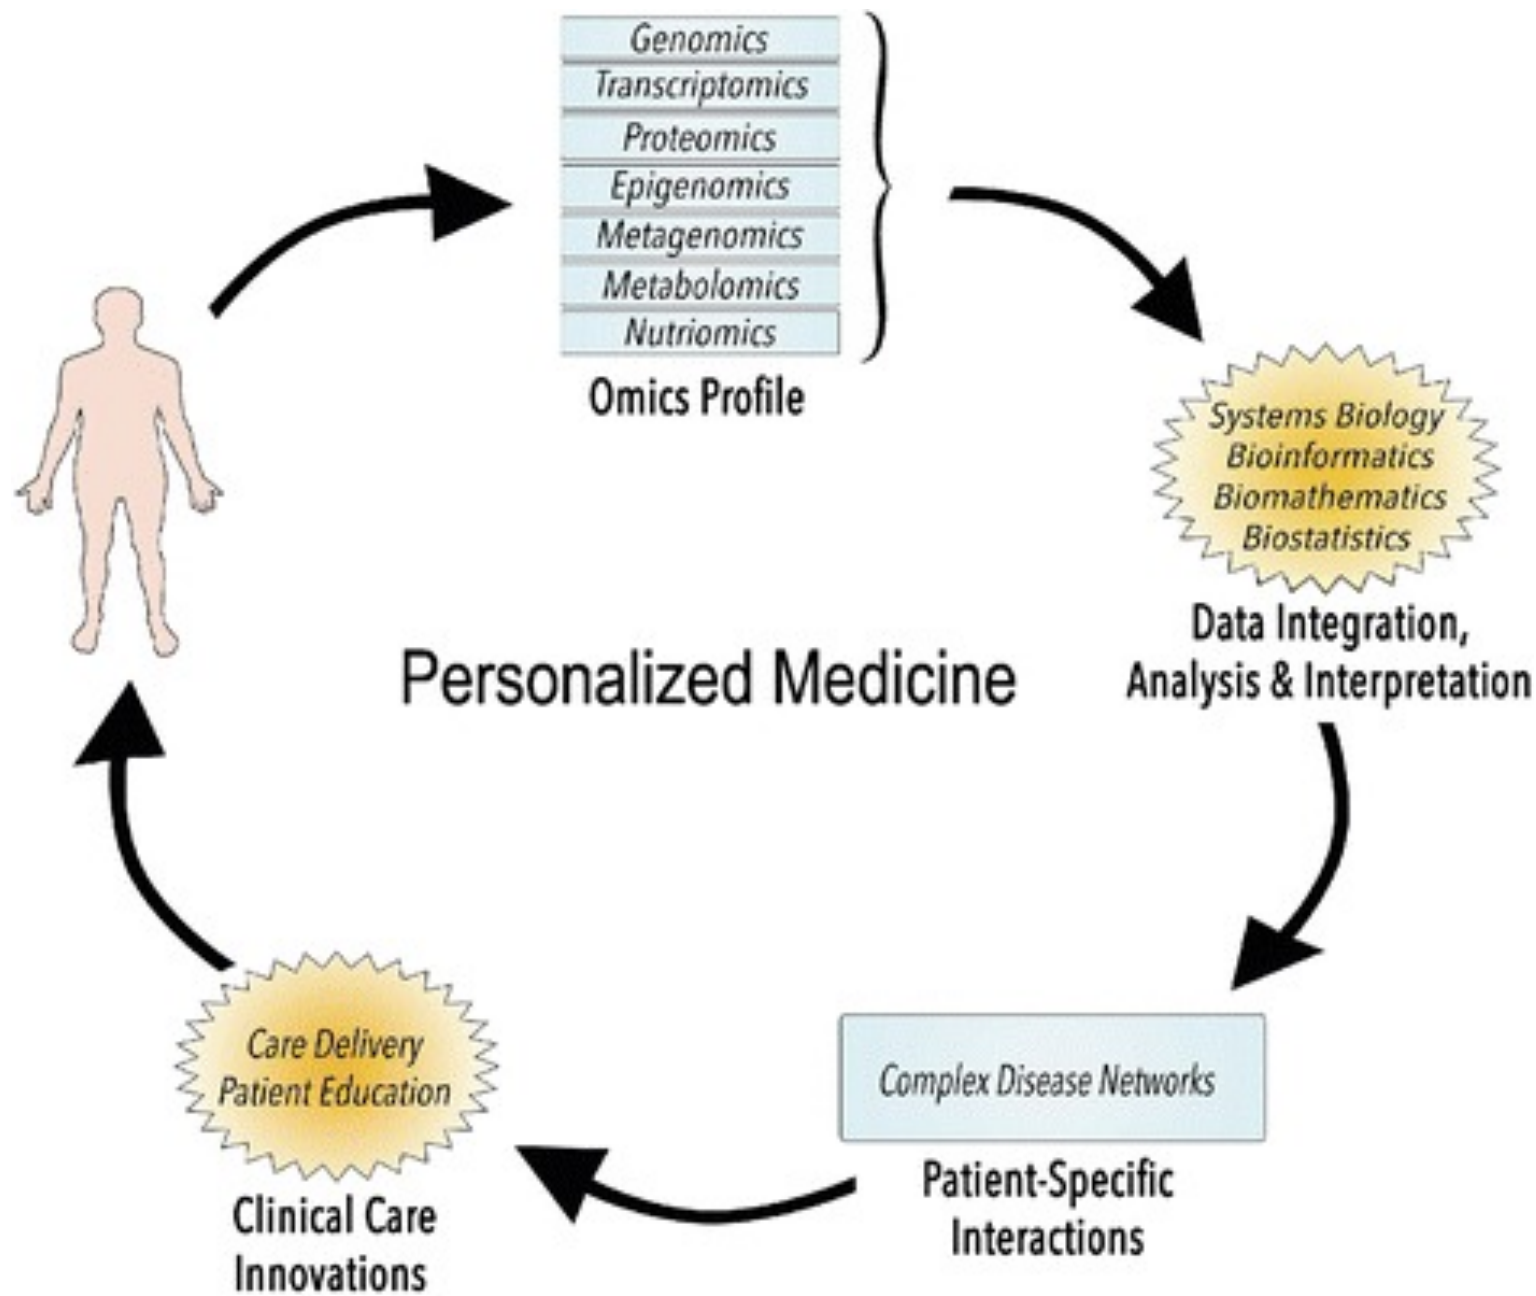 Genomics
Transcriptomics
Proteomics
Epigenomics
Metagenomics
Metabolomics
Nutriomics
Omics Profile
Systems Biology
Bioinformatics
Biomathematics
Biostatistics
Data Integration,
Analysis & Interpretation
Personalized Medicine
Complex Disease Networks
Patient-Specific
Interactions
Care Delivery
Patient Education
Clinical Care
Innovations